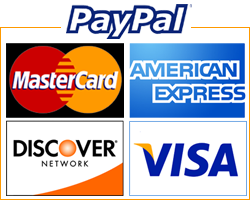 PayPal
MasterCard
AMERICAN
EXPRESS
DISCOVER
NETWORK
VISA